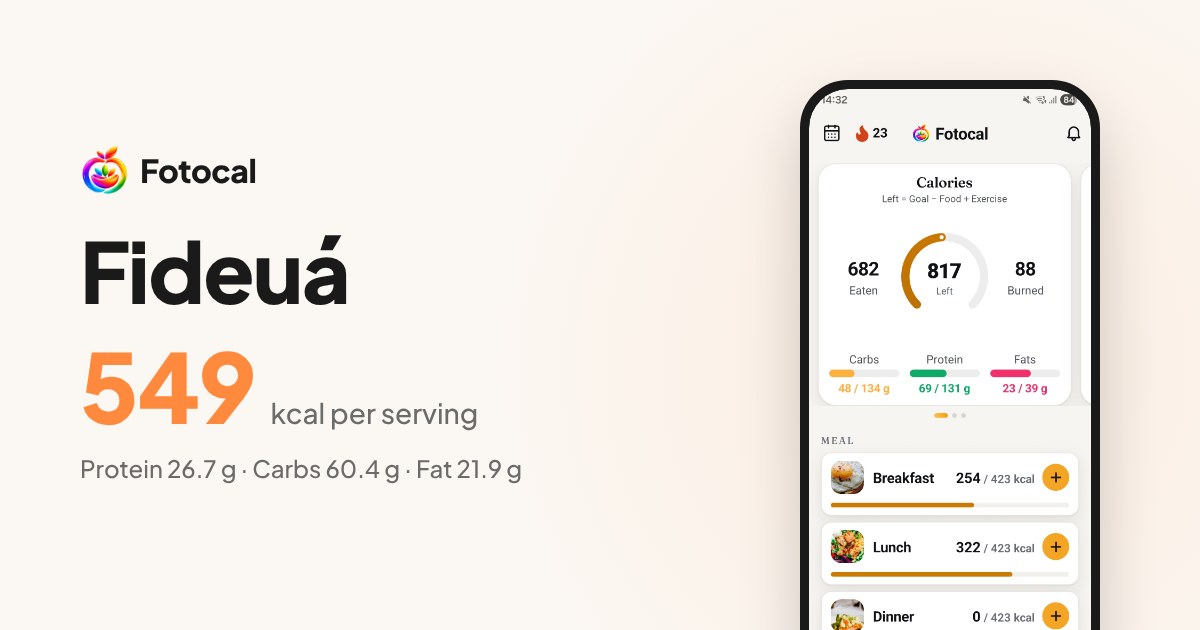 Fotocal
Fideuá
549 kcal per serving
Protein 26.7 g · Carbs 60.4 g · Fat 21.9 g
14:32
84
23
Fotocal
Calories
Left = Goal − Food + Exercise
682
Eaten
817
Left
88
Burned
Carbs
48 / 134 g
Protein
69 / 131 g
Fats
23 / 39 g
MEAL
Breakfast 254 / 423 kcal +
Lunch 322 / 423 kcal +
Dinner 0 / 423 kcal +